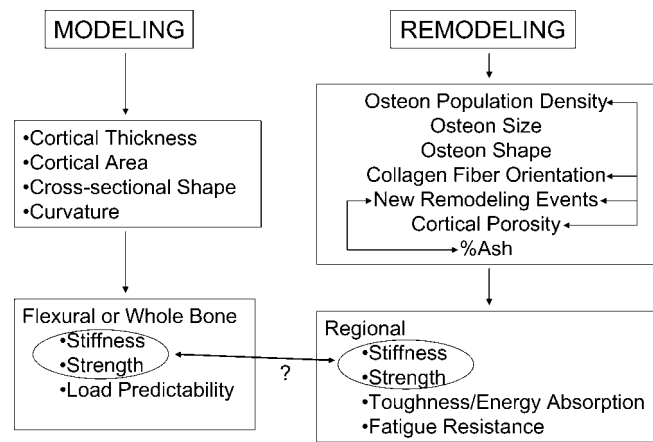 MODELING
•Cortical Thickness
•Cortical Area
•Cross-sectional Shape
•Curvature
Flexural or Whole Bone
•Stiffness
•Strength
•Load Predictability
?
REMODELING
Osteon Population Density
Osteon Size
Osteon Shape
Collagen Fiber Orientation
New Remodeling Events
Cortical Porosity
%Ash
Regional
•Stiffness
•Strength
•Toughness/Energy Absorption
•Fatigue Resistance